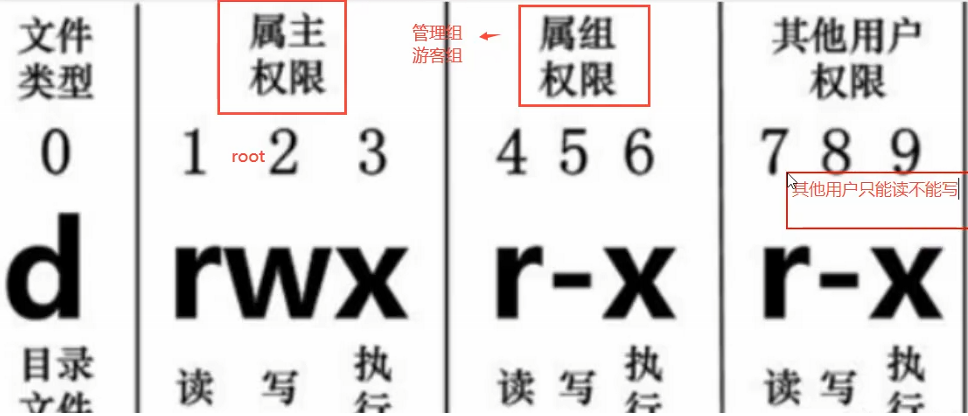 文件
类型
属主
权限
管理组
游客组
属组
权限
其他用户
权限
0
1 root 2 3
4 5 6
7 8 9
其他用户只能读不能写
d
rwx
r-x
r-x
目录
文件
读 写 执行
读 写 执行
读 写 执行